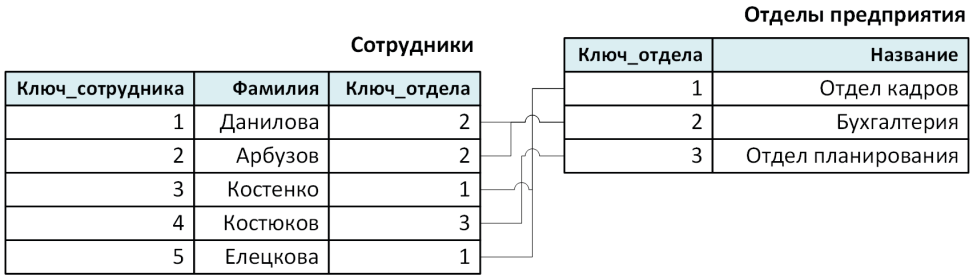 Сотрудники
Ключ_сотрудника Фамилия Ключ_отдела
1 Данилова 2
2 Арбузов 2
3 Костенко 1
4 Костюков 3
5 Елецкова 1
Отделы предприятия
Ключ_отдела Название
1 Отдел кадров
2 Бухгалтерия
3 Отдел планирования